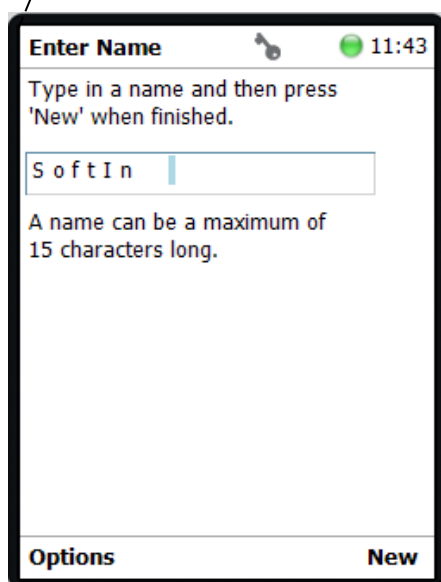 Enter Name 11:43
Type in a name and then press
'New' when finished.
SoftIn
A name can be a maximum of
15 characters long.
Options New